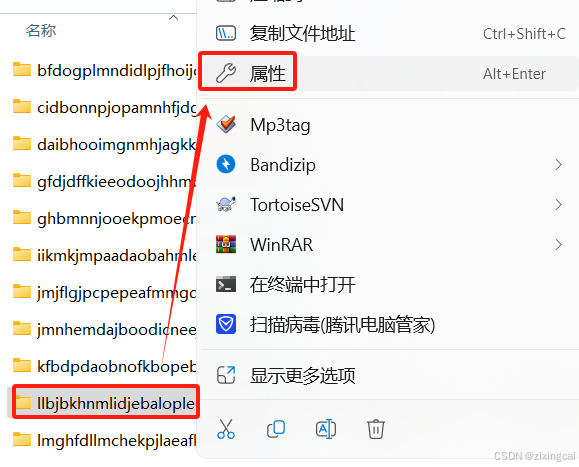 名称
bfdogplmndidlpjfhoijc
cidbonnpjopamnhfjdg
daibhooimgnmhjagkk
gfdjdffkieeodoojhhm
ghbmnnjooekpmoecn
iikmkjmpaadaobahmle
jmjflgjpcpepeafmmgc
jmnhemdajboodicneej
kfbdpdaobnofkbopeb
llbjbkhnmlidjebalople
lmghfdllmchekpjlaeafl
复制文件地址 Ctrl+Shift+C
属性 Alt+Enter
Mp3tag
Bandizip
TortoiseSVN
WinRAR
在终端中打开
扫描病毒(腾讯电脑管家)
显示更多选项
CSDN @zixingcai